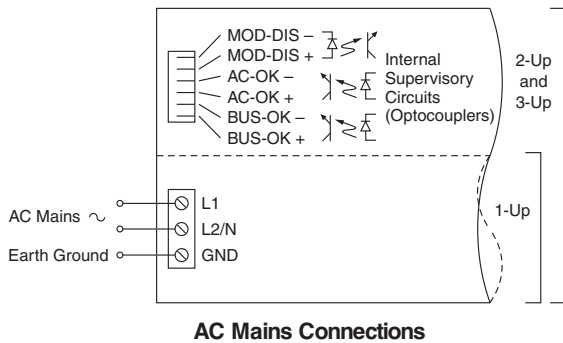 MOD-DIS –
MOD-DIS +
AC-OK –
AC-OK +
BUS-OK –
BUS-OK +
Internal
Supervisory
Circuits
(Optocouplers)
2-Up
and
3-Up
1-Up
AC Mains ∼
Earth Ground
L1
L2/N
GND
AC Mains Connections